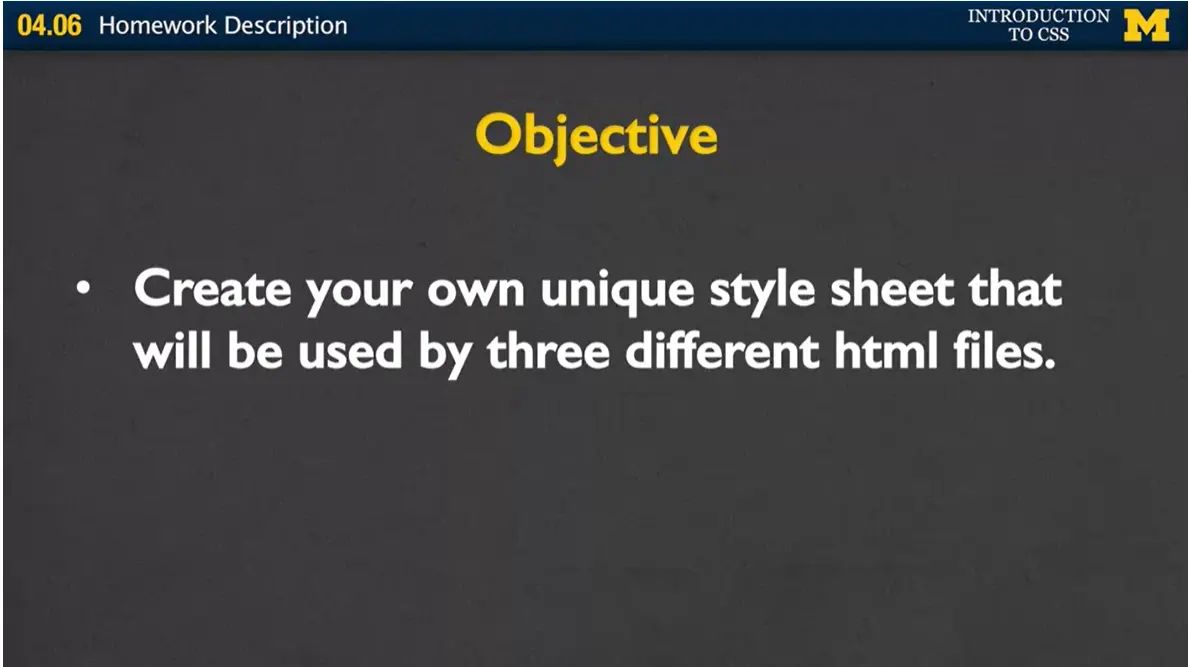 04.06 Homework Description
INTRODUCTION
TO CSS
M
Objective
• Create your own unique style sheet that
will be used by three different html files.